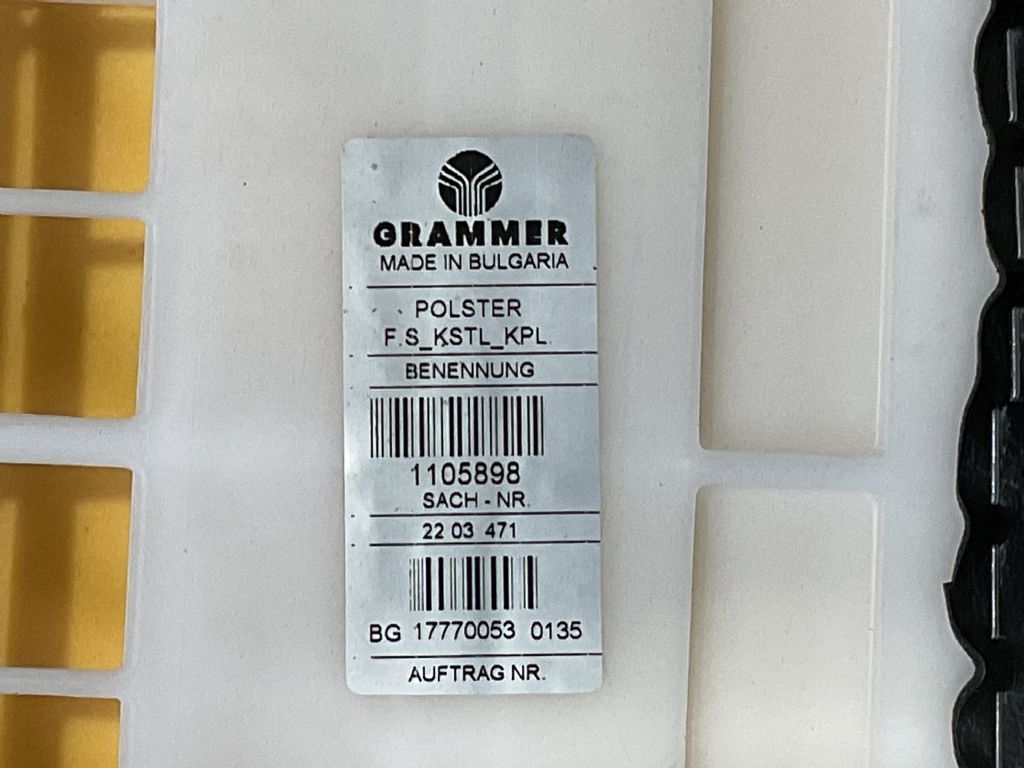 GRAMMER
MADE IN BULGARIA
POLSTER
F.S_KSTL_KPL.
BENENNUNG
1105898
SACH - NR.
22 03 471
BG 17770053 0135
AUFTRAG NR.